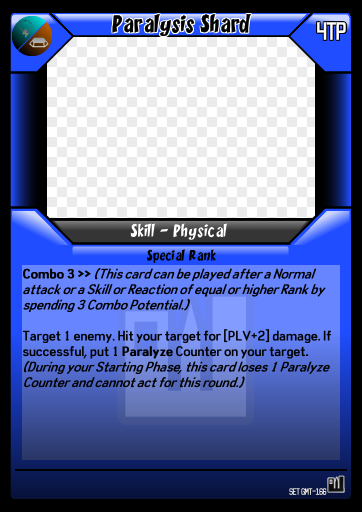 Paralysis Shard
4TP
Skill - Physical
Special Rank
Combo 3 >> (This card can be played after a Normal
attack or a Skill or Reaction of equal or higher Rank by
spending 3 Combo Potential.)
Target 1 enemy. Hit your target for [PLV+2] damage. If
successful, put 1 Paralyze Counter on your target.
(During your Starting Phase, this card loses 1 Paralyze
Counter and cannot act for this round.)
SET GMT-166